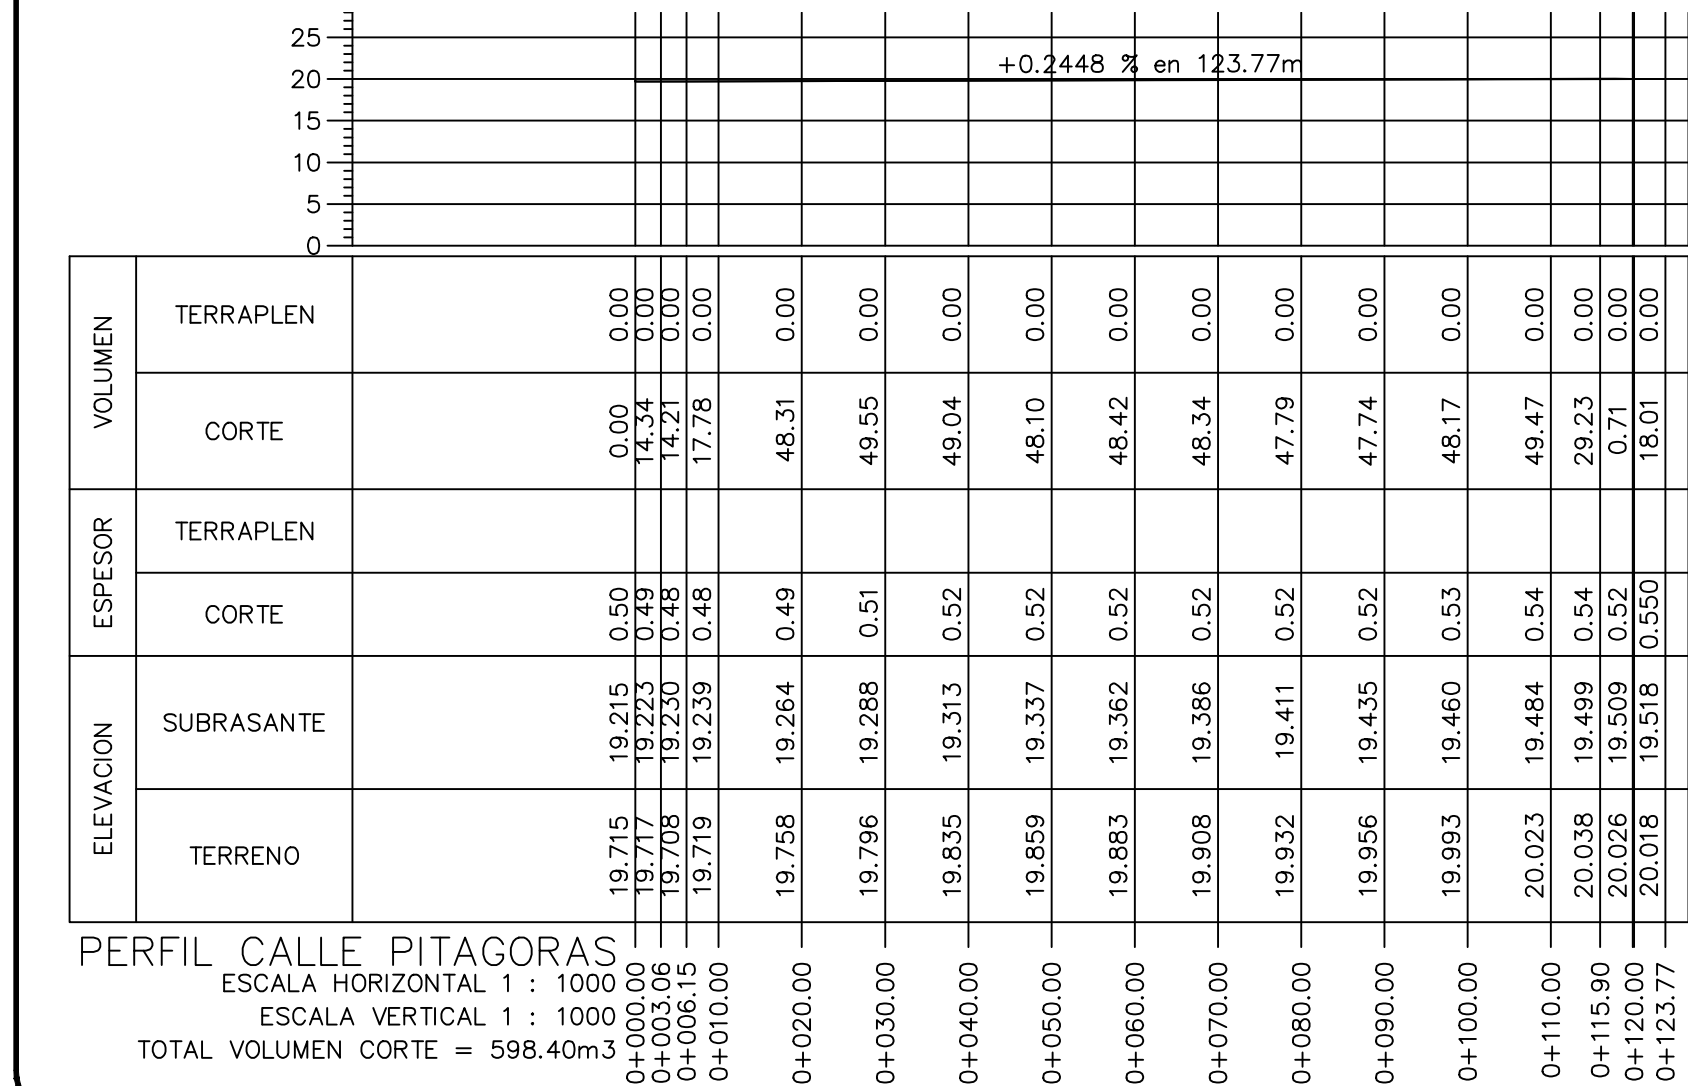 25
20
15
10
5
0
+0.2448 % en 123.77m
VOLUMEN
TERRAPLEN
0.00 0.00 0.00 0.00 0.00 0.00 0.00 0.00 0.00 0.00 0.00 0.00 0.00 0.00 0.00 0.00 0.00
CORTE
0.00 14.34 14.21 17.78 48.31 49.55 49.04 48.10 48.42 48.34 47.79 47.74 48.17 49.47 29.23 0.71 18.01
ESPESOR
TERRAPLEN
CORTE
0.50 0.49 0.48 0.48 0.49 0.51 0.52 0.52 0.52 0.52 0.52 0.52 0.53 0.54 0.54 0.52 0.550
ELEVACION
SUBRASANTE
19.215 19.223 19.230 19.239 19.264 19.288 19.313 19.337 19.362 19.386 19.411 19.435 19.460 19.484 19.499 19.509 19.518
TERRENO
19.715 19.717 19.708 19.719 19.758 19.796 19.835 19.859 19.883 19.908 19.932 19.956 19.993 20.023 20.038 20.026 20.018
PERFIL CALLE PITAGORAS
ESCALA HORIZONTAL 1 : 1000
ESCALA VERTICAL 1 : 1000
TOTAL VOLUMEN CORTE = 598.40m3
0+000.00 0+003.06 0+006.15 0+010.00 0+020.00 0+030.00 0+040.00 0+050.00 0+060.00 0+070.00 0+080.00 0+090.00 0+100.00 0+110.00 0+115.90 0+120.00 0+123.77